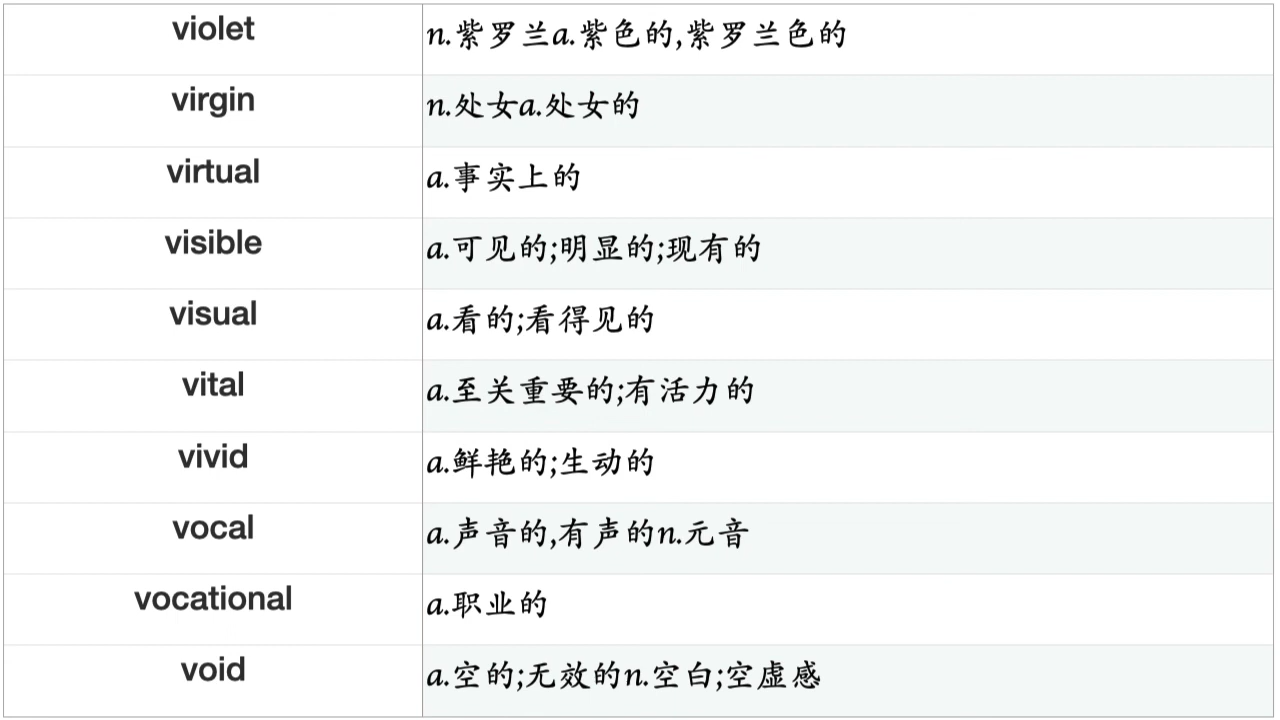 violet n.紫罗兰a.紫色的,紫罗兰色的
virgin n.处女a.处女的
virtual a.事实上的
visible a.可见的;明显的;现有的
visual a.看的;看得见的
vital a.至关重要的;有活力的
vivid a.鲜艳的;生动的
vocal a.声音的,有声的n.元音
vocational a.职业的
void a.空的;无效的n.空白;空虚感